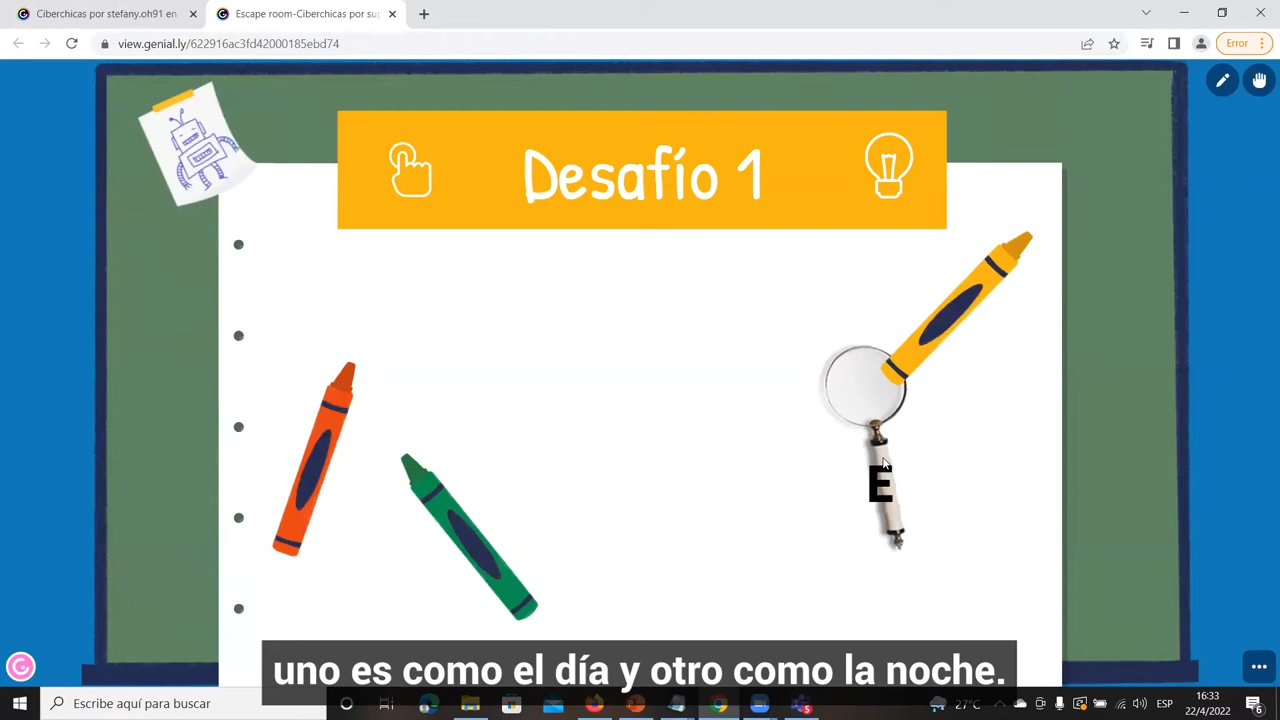 Ciberchicas por stefany.oh91 en
Escape room-Ciberchicas por su
view.genial.ly/622916ac3fd42000185ebd74
Error
Desafío 1
E
uno es como el día y otro como la noche.
Escribe aquí para buscar
27°C
ESP
16:33
22/4/2022
6